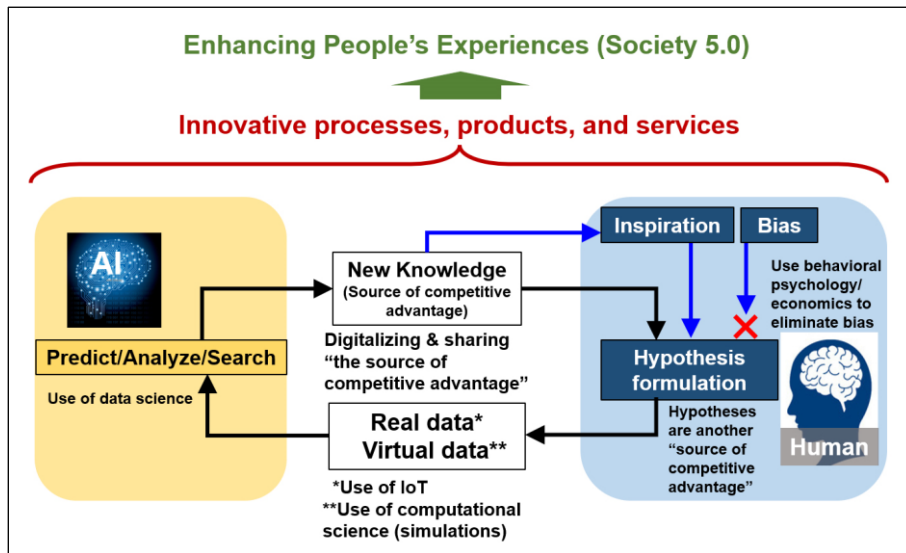 Enhancing People's Experiences (Society 5.0)
Innovative processes, products, and services
AI
Predict/Analyze/Search
Use of data science
New Knowledge
(Source of competitive
advantage)
Digitalizing & sharing
“the source of
competitive advantage”
Real data*
Virtual data**
*Use of IoT
**Use of computational
science (simulations)
Inspiration
Bias
Use behavioral
psychology/
economics to
eliminate bias
Hypothesis
formulation
Hypotheses
are another
“source of
competitive
advantage”
Human